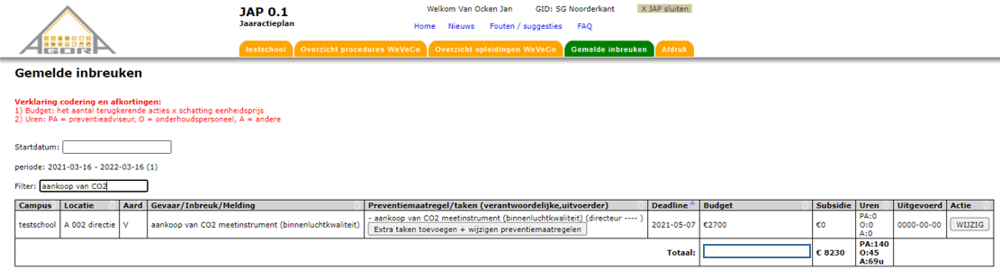 AGORA
JAP 0.1
Jaaractieplan
Welkom Van Ocken Jan GID: SG Noorderkant X JAP sluiten
Home Nieuws Fouten / suggesties FAQ
testschool Overzicht procedures WeVeCo Overzicht opleidingen WeVeCo Gemelde inbreuken Afdruk
Gemelde inbreuken
Verklaring codering en afkortingen:
1) Budget: het aantal terugkerende acties x schatting eenheidsprijs
2) Uren: PA = preventieadviseur, O = onderhoudspersoneel, A = andere
Startdatum:
periode: 2021-03-16 - 2022-03-16 (1)
Filter: aankoop van CO2
Campus Locatie Aard Gevaar/Inbreuk/Melding Preventiemaatregel/taken (verantwoordelijke,uitvoerder) Deadline Budget Subsidie Uren Uitgevoerd Actie
testschool A 002 directie V aankoop van CO2 meetinstrument (binnenluchtkwaliteit) - aankoop van CO2 meetinstrument (binnenluchtkwaliteit) (directeur ---- )
Extra taken toevoegen + wijzigen preventiemaatregelen
2021-05-07 €2700 €0
PA:0
O:0
A:0
0000-00-00 WIJZIG
Totaal: € 8230
PA:140
O:45
A:69u